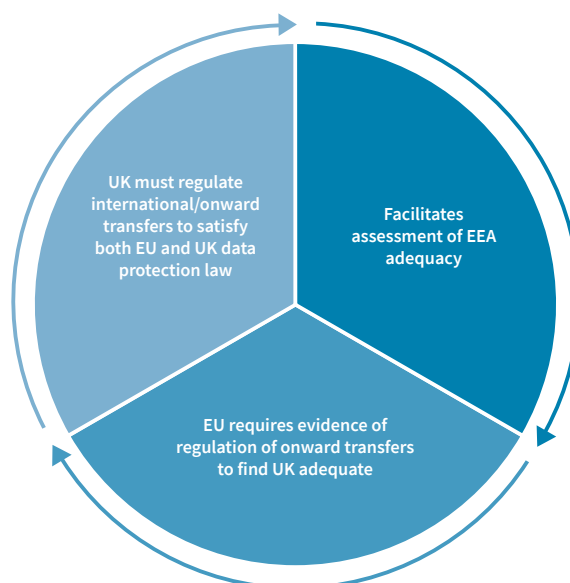 UK must regulate
international/onward
transfers to satisfy
both EU and UK data
protection law
Facilitates
assessment of EEA
adequacy
EU requires evidence of
regulation of onward transfers
to find UK adequate